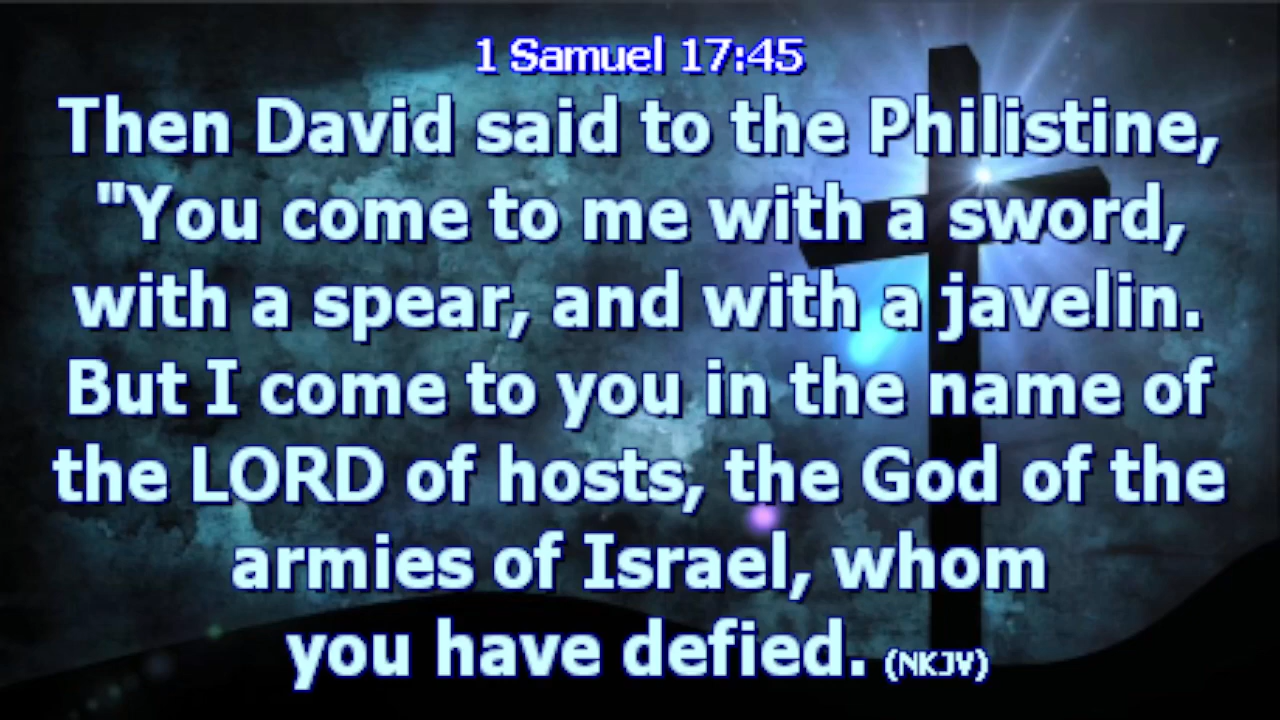 1 Samuel 17:45
Then David said to the Philistine,
"You come to me with a sword,
with a spear, and with a javelin.
But I come to you in the name of
the LORD of hosts, the God of the
armies of Israel, whom
you have defied. (NKJV)